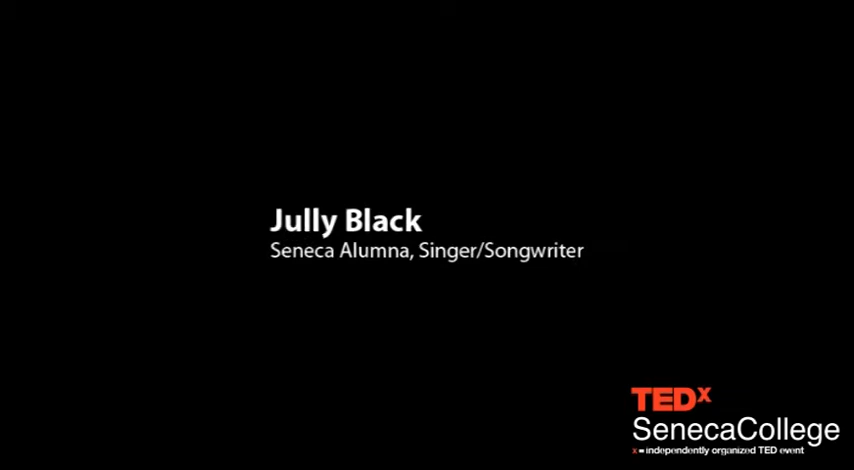 Jully Black
Seneca Alumna, Singer/Songwriter
TEDx
SenecaCollege
x = independently organized TED event